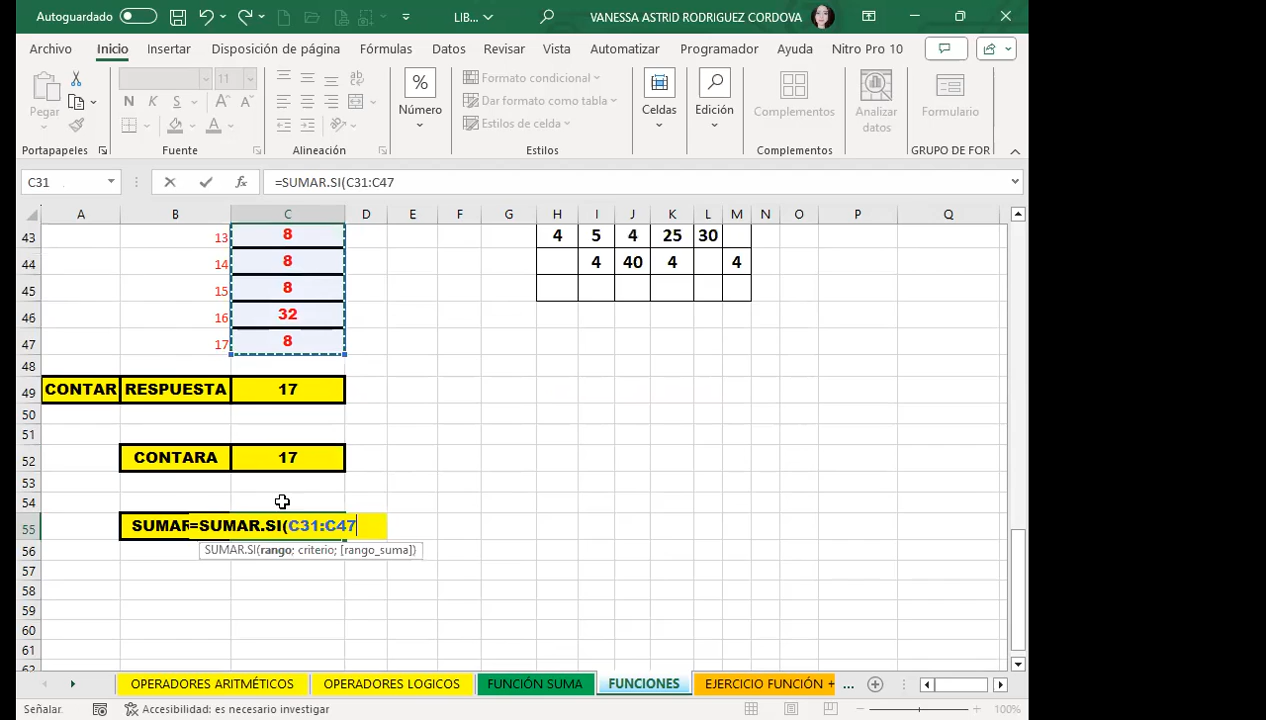 Autoguardado LIB... VANESSA ASTRID RODRIGUEZ CORDOVA
Archivo Inicio Insertar Disposición de página Fórmulas Datos Revisar Vista Automatizar Programador Ayuda Nitro Pro 10
Pegar 11 N K S A A A ab % Número Formato condicional Dar formato como tabla Estilos de celda Celdas Edición Complementos Analizar datos Formulario
Portapapeles Fuente Alineación Estilos Complementos GRUPO DE FOR
C31 fx =SUMAR.SI(C31:C47
A B C D E F G H I J K L M N O P Q
43 13 8 4 5 4 25 30
44 14 8 4 40 4 4
45 15 8
46 16 32
47 17 8
48
49 CONTAR RESPUESTA 17
50
51
52 CONTARA 17
53
54
55 SUMAR =SUMAR.SI(C31:C47
56 SUMAR.SI(rango; criterio; [rango_suma])
57
58
59
60
61
62
OPERADORES ARITMÉTICOS OPERADORES LOGICOS FUNCIÓN SUMA FUNCIONES EJERCICIO FUNCIÓN + ...
Señalar. Accesibilidad: es necesario investigar 100%